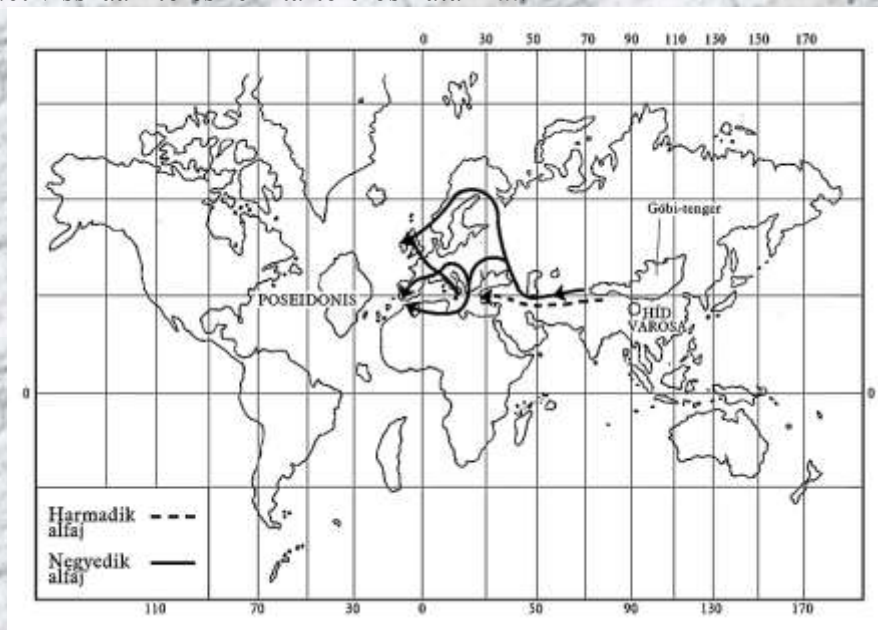 0 30 50 70 90 110 130 150 170
Góbi-tenger
POSEIDONIS
HÍD
VÁROSA
0 0
Harmadik
alfaj
Negyedik
alfaj
110 70 30 0 50 90 130 170